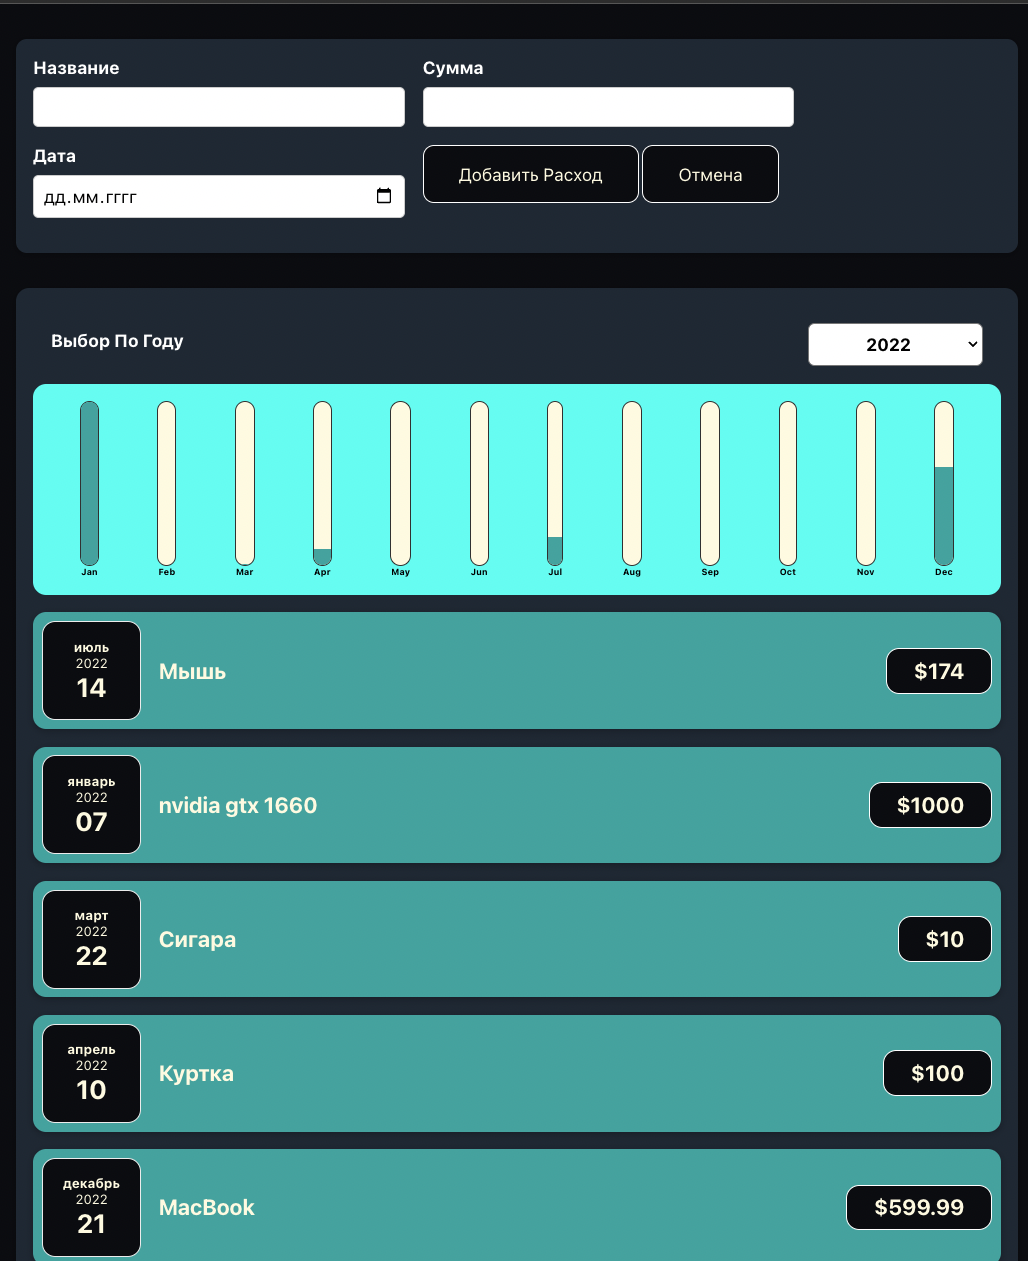 Название
Сумма
Дата
дд.мм.гггг
Добавить Расход
Отмена
Выбор По Году
2022
Jan Feb Mar Apr May Jun Jul Aug Sep Oct Nov Dec
июль
2022
14
Мышь
$174
январь
2022
07
nvidia gtx 1660
$1000
март
2022
22
Сигара
$10
апрель
2022
10
Куртка
$100
декабрь
2022
21
MacBook
$599.99